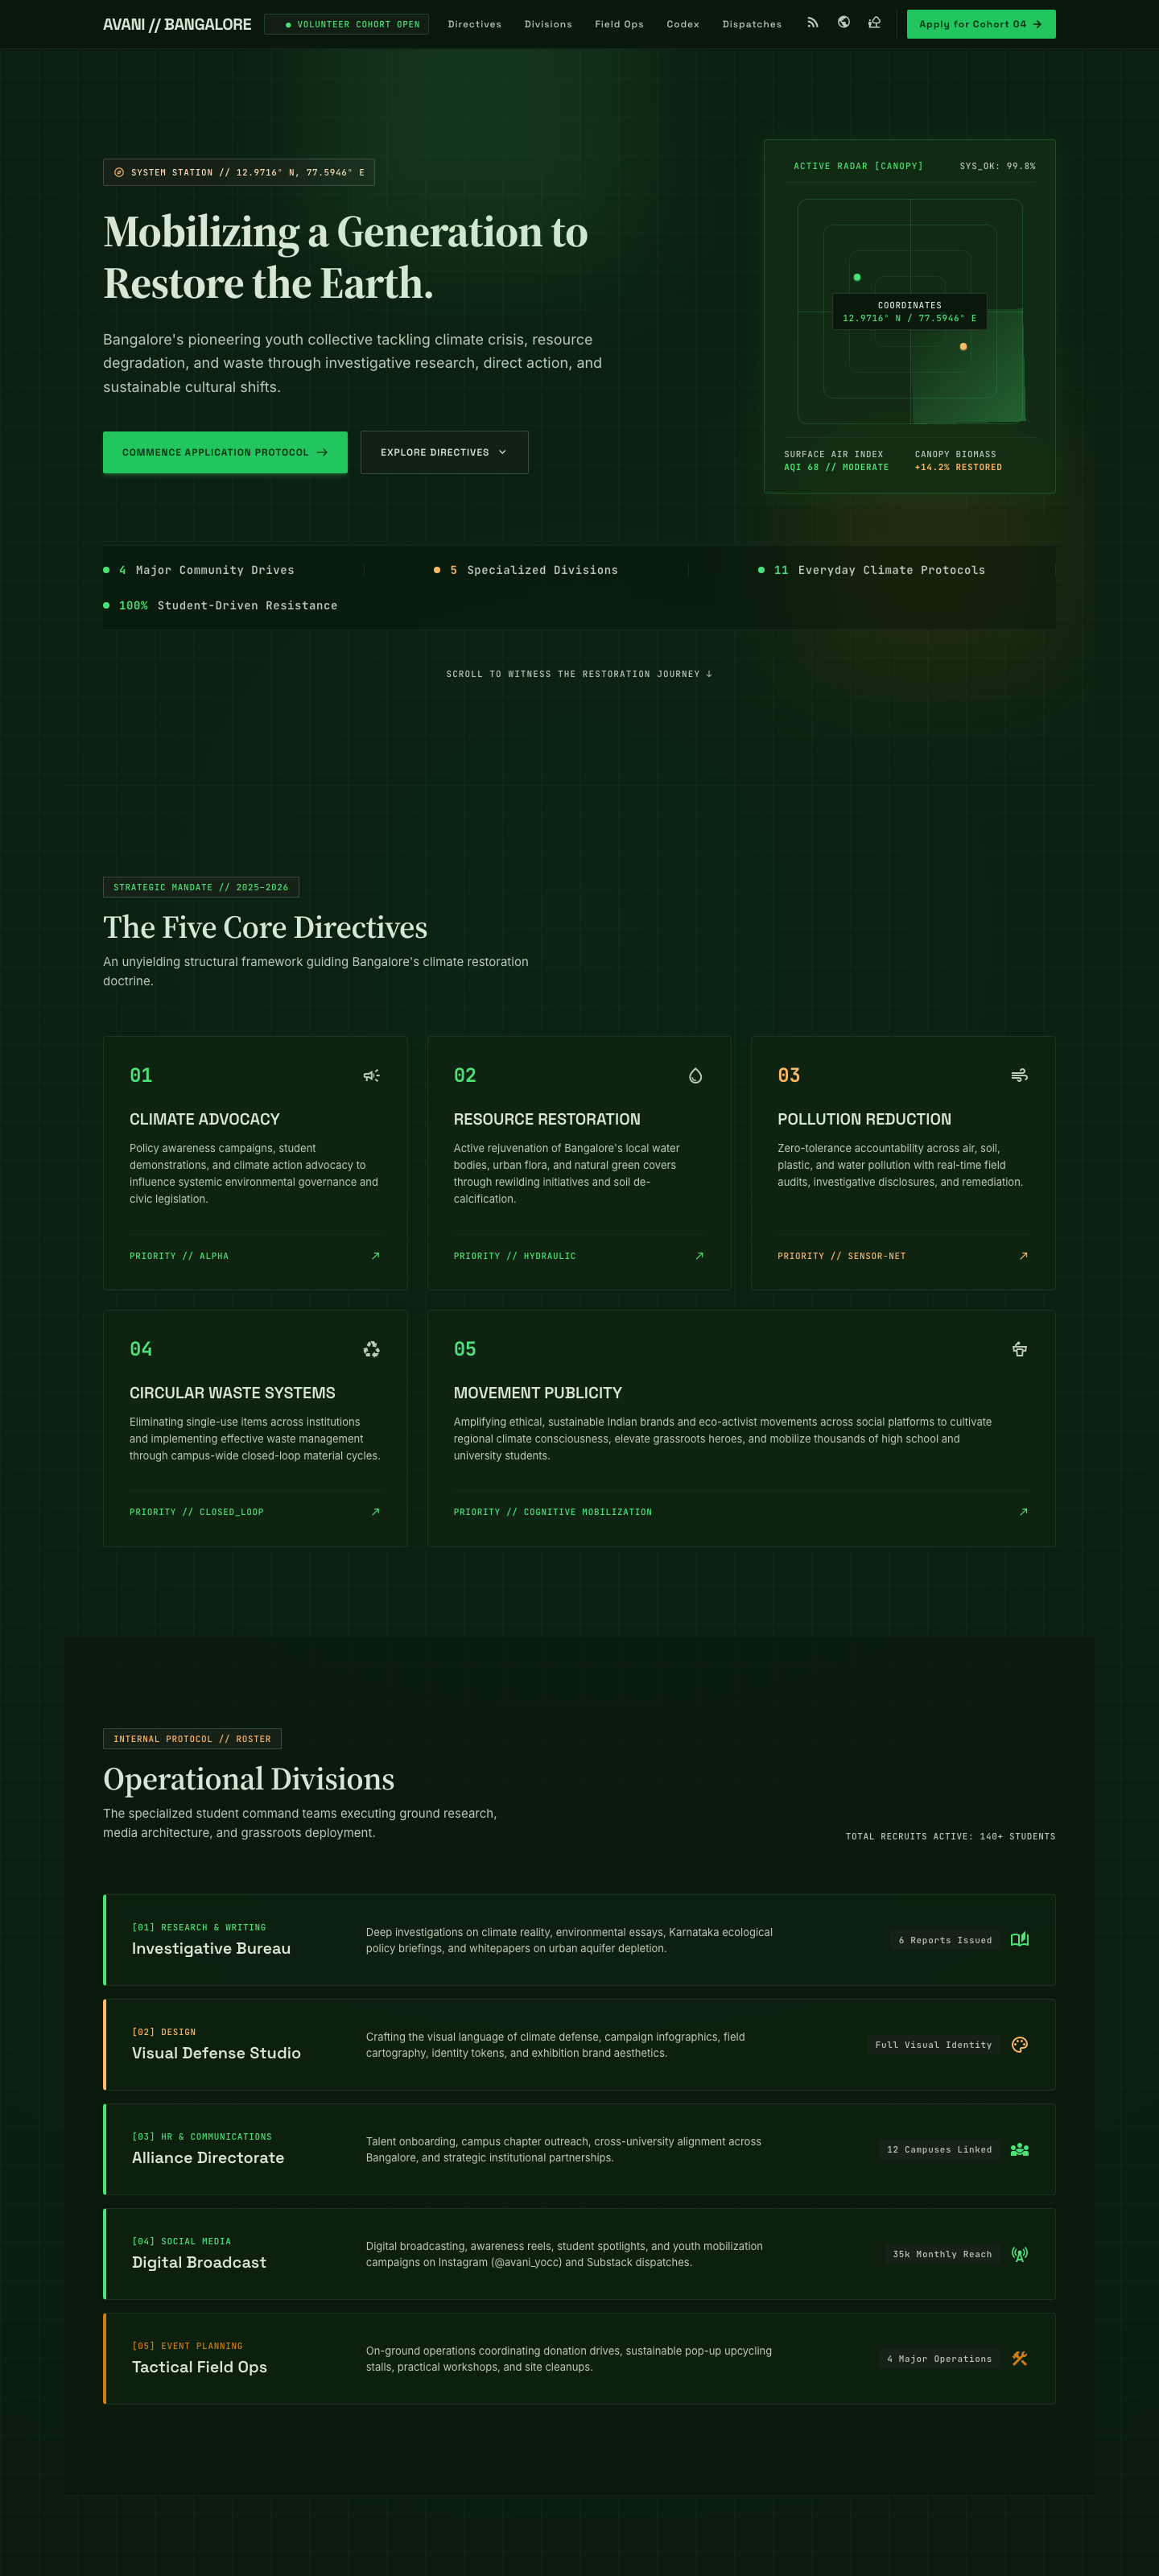 AVANI // BANGALORE
● VOLUNTEER COHORT OPEN
Directives
Divisions
Field Ops
Codex
Dispatches
Apply for Cohort 04 →
SYSTEM STATION // 12.9716° N, 77.5946° E
Mobilizing a Generation to
Restore the Earth.
Bangalore's pioneering youth collective tackling climate crisis, resource
degradation, and waste through investigative research, direct action, and
sustainable cultural shifts.
COMMENCE APPLICATION PROTOCOL →
EXPLORE DIRECTIVES
ACTIVE RADAR [CANOPY]
SYS_OK: 99.8%
COORDINATES
12.9716° N / 77.5946° E
SURFACE AIR INDEX
AQI 68 // MODERATE
CANOPY BIOMASS
+14.2% RESTORED
4 Major Community Drives
5 Specialized Divisions
11 Everyday Climate Protocols
100% Student-Driven Resistance
SCROLL TO WITNESS THE RESTORATION JOURNEY ↓
STRATEGIC MANDATE // 2025–2026
The Five Core Directives
An unyielding structural framework guiding Bangalore's climate restoration
doctrine.
01
CLIMATE ADVOCACY
Policy awareness campaigns, student
demonstrations, and climate action advocacy to
influence systemic environmental governance and
civic legislation.
PRIORITY // ALPHA
02
RESOURCE RESTORATION
Active rejuvenation of Bangalore's local water
bodies, urban flora, and natural green covers
through rewilding initiatives and soil de-
calcification.
PRIORITY // HYDRAULIC
03
POLLUTION REDUCTION
Zero-tolerance accountability across air, soil,
plastic, and water pollution with real-time field
audits, investigative disclosures, and remediation.
PRIORITY // SENSOR-NET
04
CIRCULAR WASTE SYSTEMS
Eliminating single-use items across institutions
and implementing effective waste management
through campus-wide closed-loop material cycles.
PRIORITY // CLOSED_LOOP
05
MOVEMENT PUBLICITY
Amplifying ethical, sustainable Indian brands and eco-activist movements across social platforms to cultivate
regional climate consciousness, elevate grassroots heroes, and mobilize thousands of high school and
university students.
PRIORITY // COGNITIVE MOBILIZATION
INTERNAL PROTOCOL // ROSTER
Operational Divisions
The specialized student command teams executing ground research,
media architecture, and grassroots deployment.
TOTAL RECRUITS ACTIVE: 140+ STUDENTS
[01] RESEARCH & WRITING
Investigative Bureau
Deep investigations on climate reality, environmental essays, Karnataka ecological
policy briefings, and whitepapers on urban aquifer depletion.
6 Reports Issued
[02] DESIGN
Visual Defense Studio
Crafting the visual language of climate defense, campaign infographics, field
cartography, identity tokens, and exhibition brand aesthetics.
Full Visual Identity
[03] HR & COMMUNICATIONS
Alliance Directorate
Talent onboarding, campus chapter outreach, cross-university alignment across
Bangalore, and strategic institutional partnerships.
12 Campuses Linked
[04] SOCIAL MEDIA
Digital Broadcast
Digital broadcasting, awareness reels, student spotlights, and youth mobilization
campaigns on Instagram (@avani_yocc) and Substack dispatches.
35k Monthly Reach
[05] EVENT PLANNING
Tactical Field Ops
On-ground operations coordinating donation drives, sustainable pop-up upcycling
stalls, practical workshops, and site cleanups.
4 Major Operations